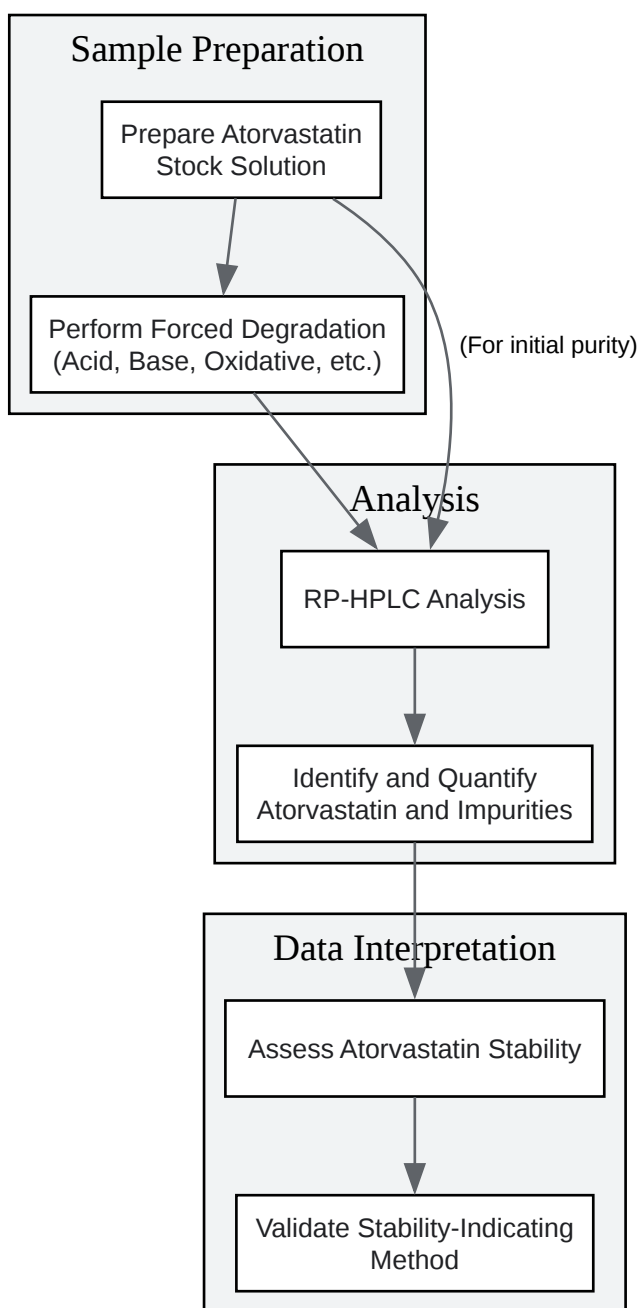 Sample Preparation
Prepare Atorvastatin
Stock Solution
Perform Forced Degradation
(Acid, Base, Oxidative, etc.)
(For initial purity)
Analysis
RP-HPLC Analysis
Identify and Quantify
Atorvastatin and Impurities
Data Interpretation
Assess Atorvastatin Stability
Validate Stability-Indicating
Method